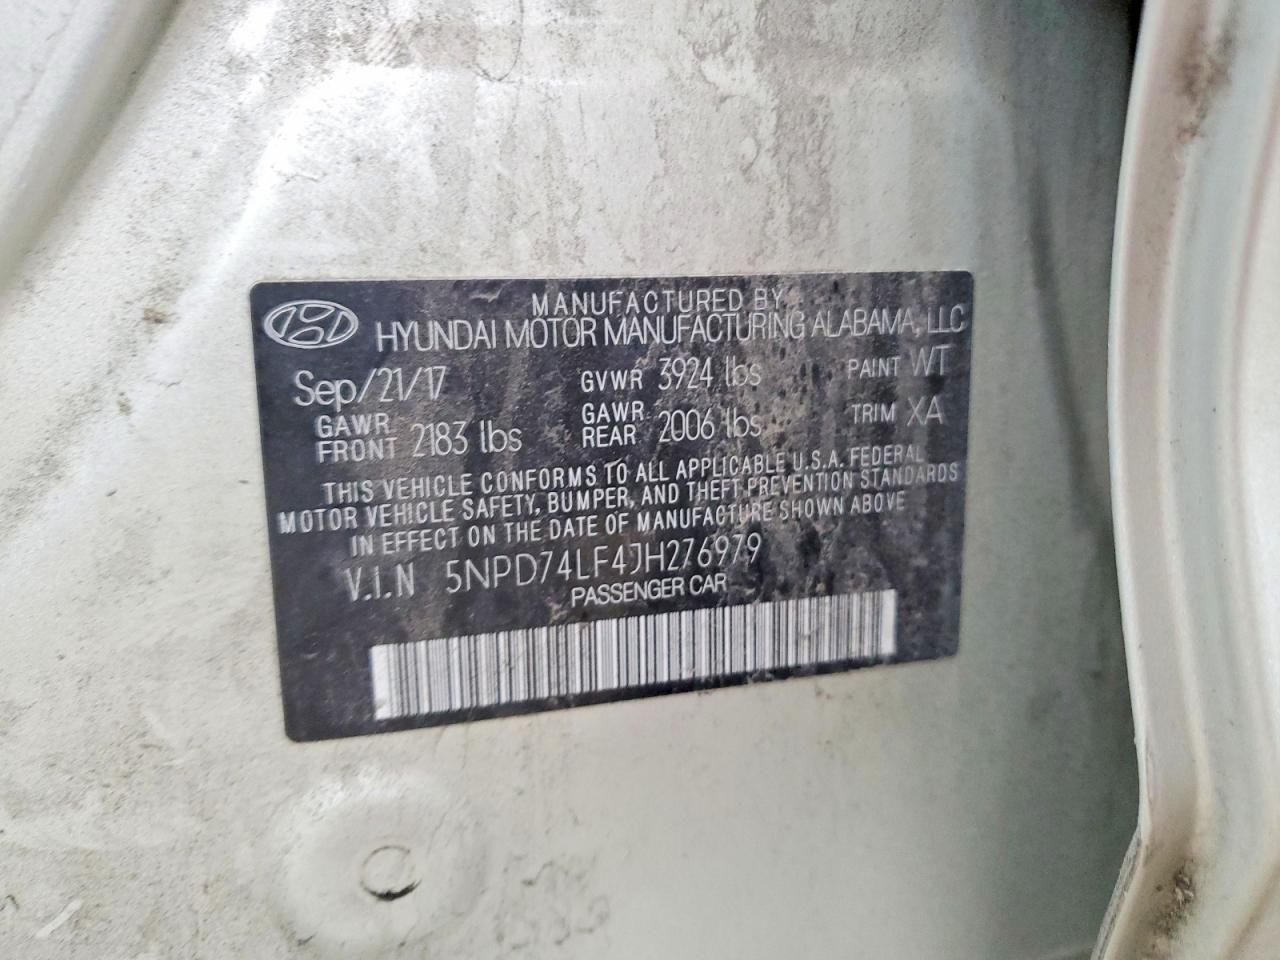 MANUFACTURED BY
HYUNDAI MOTOR MANUFACTURING ALABAMA, LLC
Sep/21/17 GVWR 3924 lbs PAINT WT
GAWR FRONT 2183 lbs GAWR REAR 2006 lbs TRIM XA
THIS VEHICLE CONFORMS TO ALL APPLICABLE U.S.A. FEDERAL
MOTOR VEHICLE SAFETY, BUMPER, AND THEFT PREVENTION STANDARDS
IN EFFECT ON THE DATE OF MANUFACTURE SHOWN ABOVE
V.I.N 5NPD74LF4JH276979
PASSENGER CAR